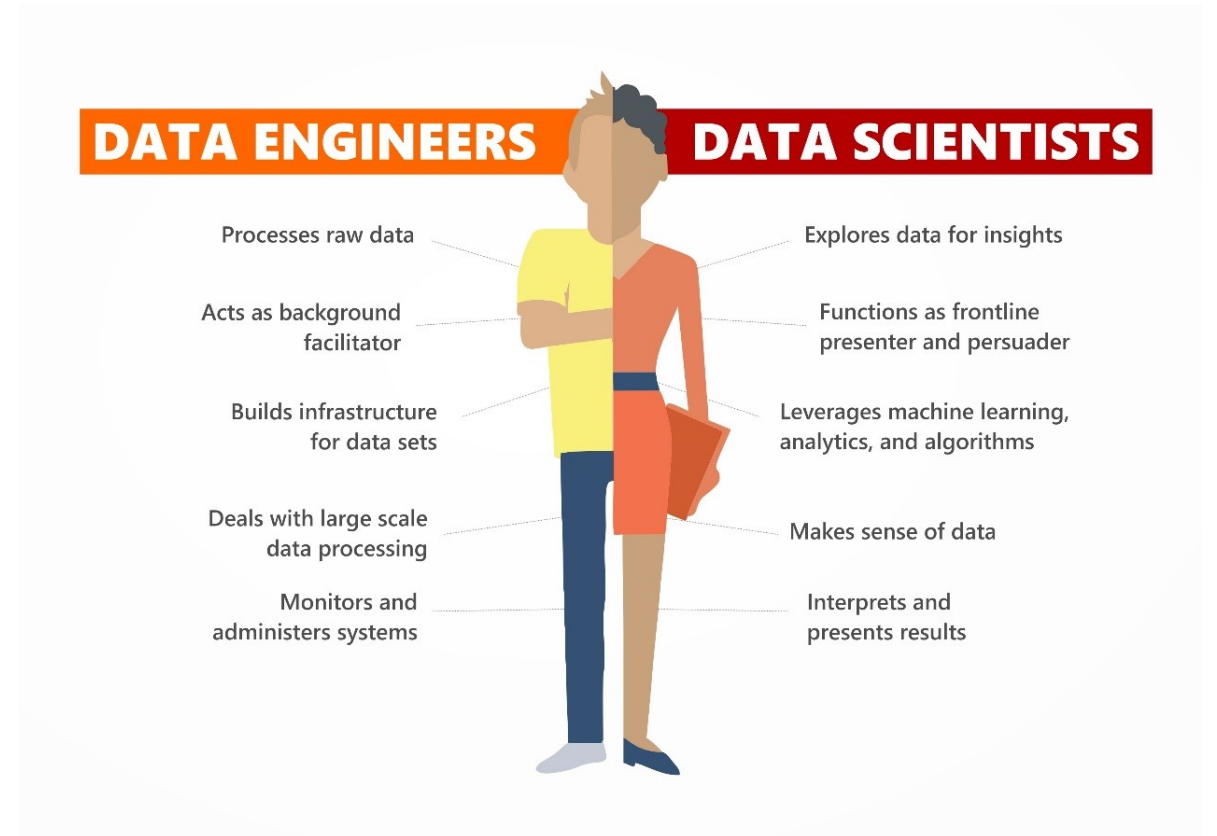 DATA ENGINEERS
Processes raw data
Acts as background
facilitator
Builds infrastructure
for data sets
Deals with large scale
data processing
Monitors and
administers systems
DATA SCIENTISTS
Explores data for insights
Functions as frontline
presenter and persuader
Leverages machine learning,
analytics, and algorithms
Makes sense of data
Interprets and
presents results